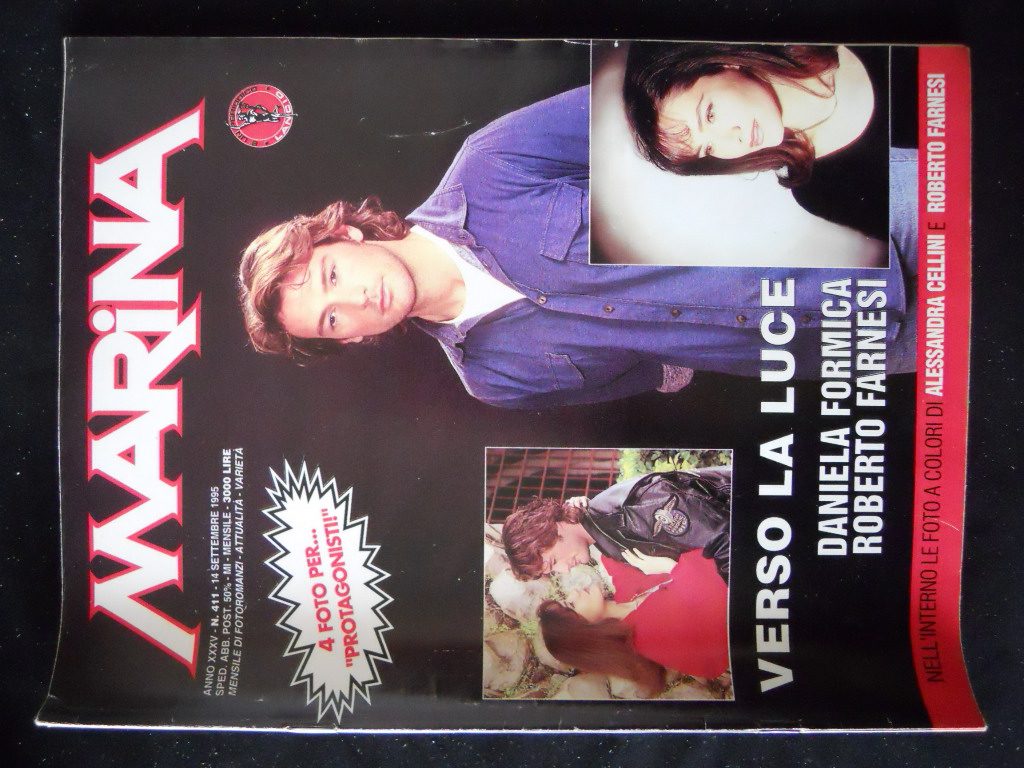 MARiNA
ANNO XXXV - N. 411 - 14 SETTEMBRE 1995
SPED. ABB. POST. 50% - MI - MENSILE - 3000 LIRE
MENSILE DI FOTOROMANZI - ATTUALITÀ - VARIETÀ
LANCIO
4 FOTO PER...
"PROTAGONISTI!"
VERSO LA LUCE
DANIELA FORMICA
ROBERTO FARNESI
NELL'INTERNO LE FOTO A COLORI DI ALESSANDRA CELLINI E ROBERTO FARNESI